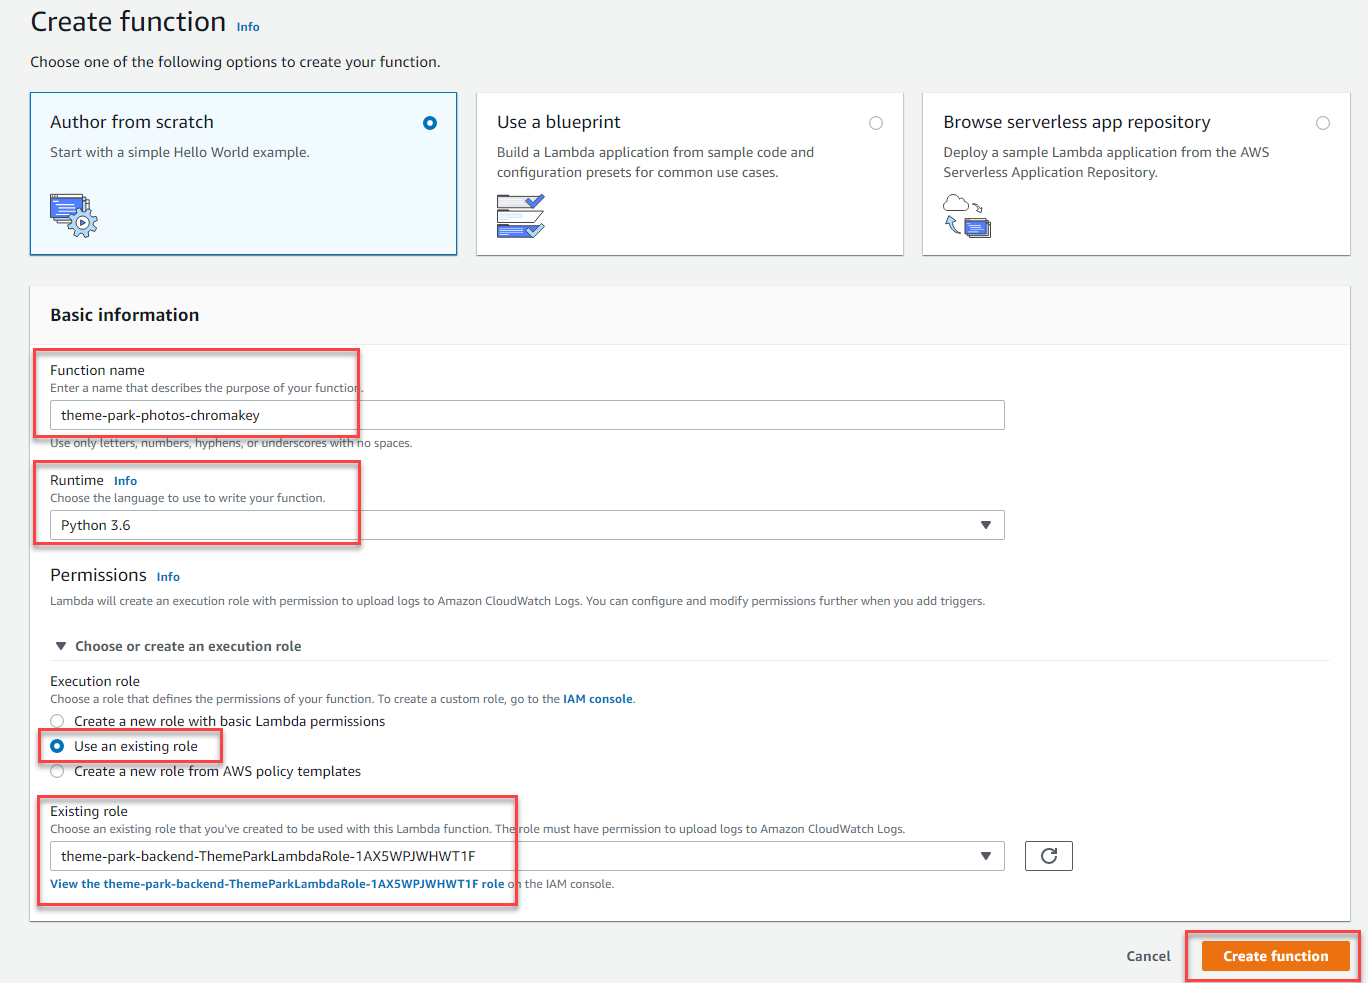 Create function Info
Choose one of the following options to create your function.
Author from scratch
Start with a simple Hello World example.
Use a blueprint
Build a Lambda application from sample code and
configuration presets for common use cases.
Browse serverless app repository
Deploy a sample Lambda application from the AWS
Serverless Application Repository.
Basic information
Function name
Enter a name that describes the purpose of your function.
theme-park-photos-chromakey
Use only letters, numbers, hyphens, or underscores with no spaces.
Runtime Info
Choose the language to use to write your function.
Python 3.6
Permissions Info
Lambda will create an execution role with permission to upload logs to Amazon CloudWatch Logs. You can configure and modify permissions further when you add triggers.
Choose or create an execution role
Execution role
Choose a role that defines the permissions of your function. To create a custom role, go to the IAM console.
Create a new role with basic Lambda permissions
Use an existing role
Create a new role from AWS policy templates
Existing role
Choose an existing role that you've created to be used with this Lambda function. The role must have permission to upload logs to Amazon CloudWatch Logs.
theme-park-backend-ThemeParkLambdaRole-1AX5WPJWHWT1F
View the theme-park-backend-ThemeParkLambdaRole-1AX5WPJWHWT1F role on the IAM console.
Cancel
Create function